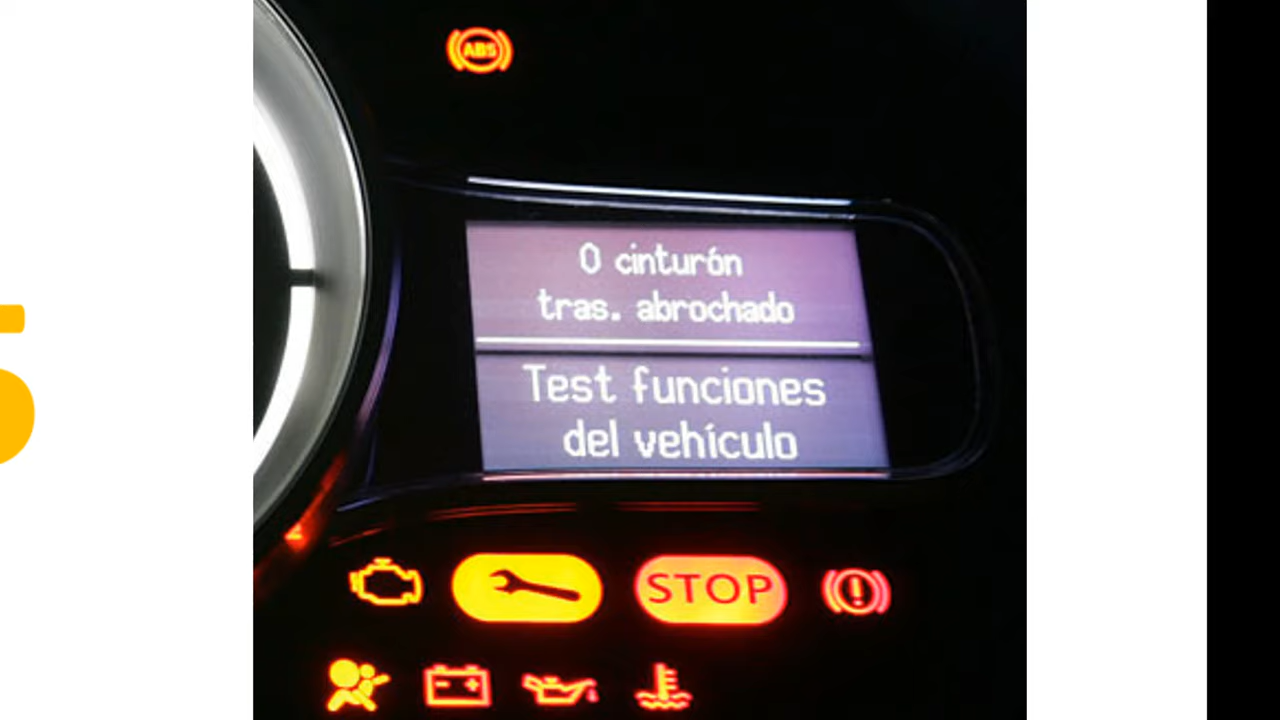 ABS
0 cinturón
tras. abrochado
Test funciones
del vehículo
STOP